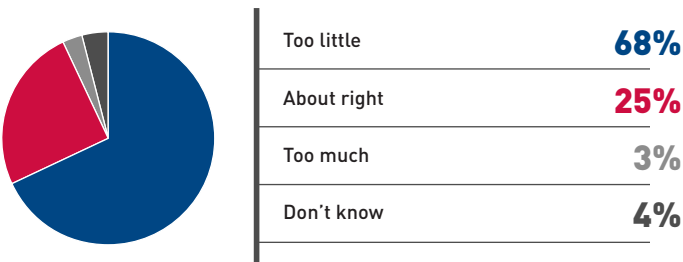 Too little 68%
About right 25%
Too much 3%
Don’t know 4%